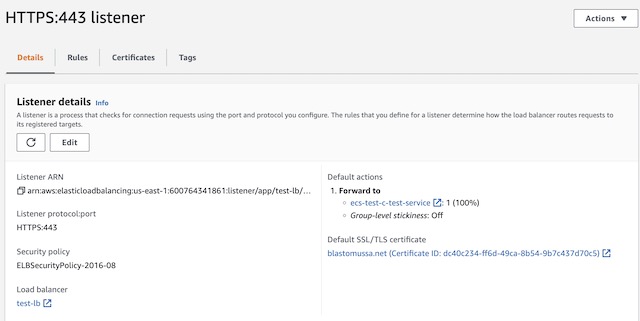 HTTPS:443 listener
Actions
Details Rules Certificates Tags
Listener details Info
A listener is a process that checks for connection requests using the port and protocol you configure. The rules that you define for a listener determine how the load balancer routes requests to
its registered targets.
Edit
Listener ARN
arn:aws:elasticloadbalancing:us-east-1:600764341861:listener/app/test-lb/...
Listener protocol:port
HTTPS:443
Security policy
ELBSecurityPolicy-2016-08
Load balancer
test-lb
Default actions
1. Forward to
ecs-test-c-test-service : 1 (100%)
Group-level stickiness: Off
Default SSL/TLS certificate
blastomussa.net (Certificate ID: dc40c234-ff6d-49ca-8b54-9b7c437d70c5)